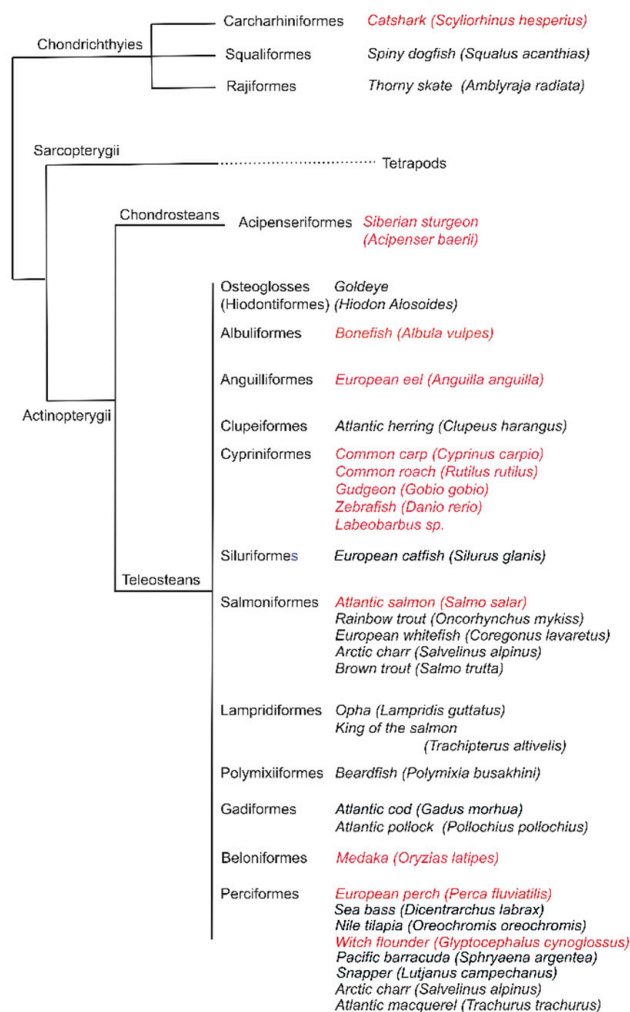 Carcharhiniformes Catshark (Scyliorhinus hesperius)
Chondrichthyies
Squaliformes Spiny dogfish (Squalus acanthias)
Rajiformes Thorny skate (Amblyraja radiata)
Sarcopterygii
Tetrapods
Chondrosteans
Acipenseriformes Siberian sturgeon
(Acipenser baerii)
Osteoglosses Goldeye
(Hiodontiformes) (Hiodon Alosoides)
Albuliformes Bonefish (Albula vulpes)
Anguilliformes European eel (Anguilla anguilla)
Actinopterygii
Clupeiformes Atlantic herring (Clupeus harangus)
Cypriniformes Common carp (Cyprinus carpio)
Common roach (Rutilus rutilus)
Gudgeon (Gobio gobio)
Zebrafish (Danio rerio)
Labeobarbus sp.
Siluriformes European catfish (Silurus glanis)
Teleosteans
Salmoniformes Atlantic salmon (Salmo salar)
Rainbow trout (Oncorhynchus mykiss)
European whitefish (Coregonus lavaretus)
Arctic charr (Salvelinus alpinus)
Brown trout (Salmo trutta)
Lampridiformes Opha (Lampridis guttatus)
King of the salmon
(Trachipterus altivelis)
Polymixiiformes Beardfish (Polymixia busakhini)
Gadiformes Atlantic cod (Gadus morhua)
Atlantic pollock (Pollochius pollochius)
Beloniformes Medaka (Oryzias latipes)
Perciformes European perch (Perca fluviatilis)
Sea bass (Dicentrarchus labrax)
Nile tilapia (Oreochromis oreochromis)
Witch flounder (Glyptocephalus cynoglossus)
Pacific barracuda (Sphryaena argentea)
Snapper (Lutjanus campechanus)
Arctic charr (Salvelinus alpinus)
Atlantic macquerel (Trachurus trachurus)